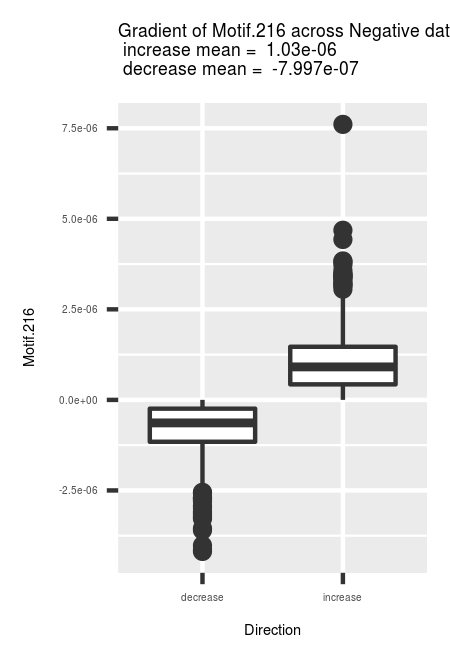 Gradient of Motif.216 across Negative dat
increase mean =  1.03e-06
decrease mean =  -7.997e-07
7.5e-06
5.0e-06
2.5e-06
0.0e+00
-2.5e-06
Motif.216
decrease increase
Direction